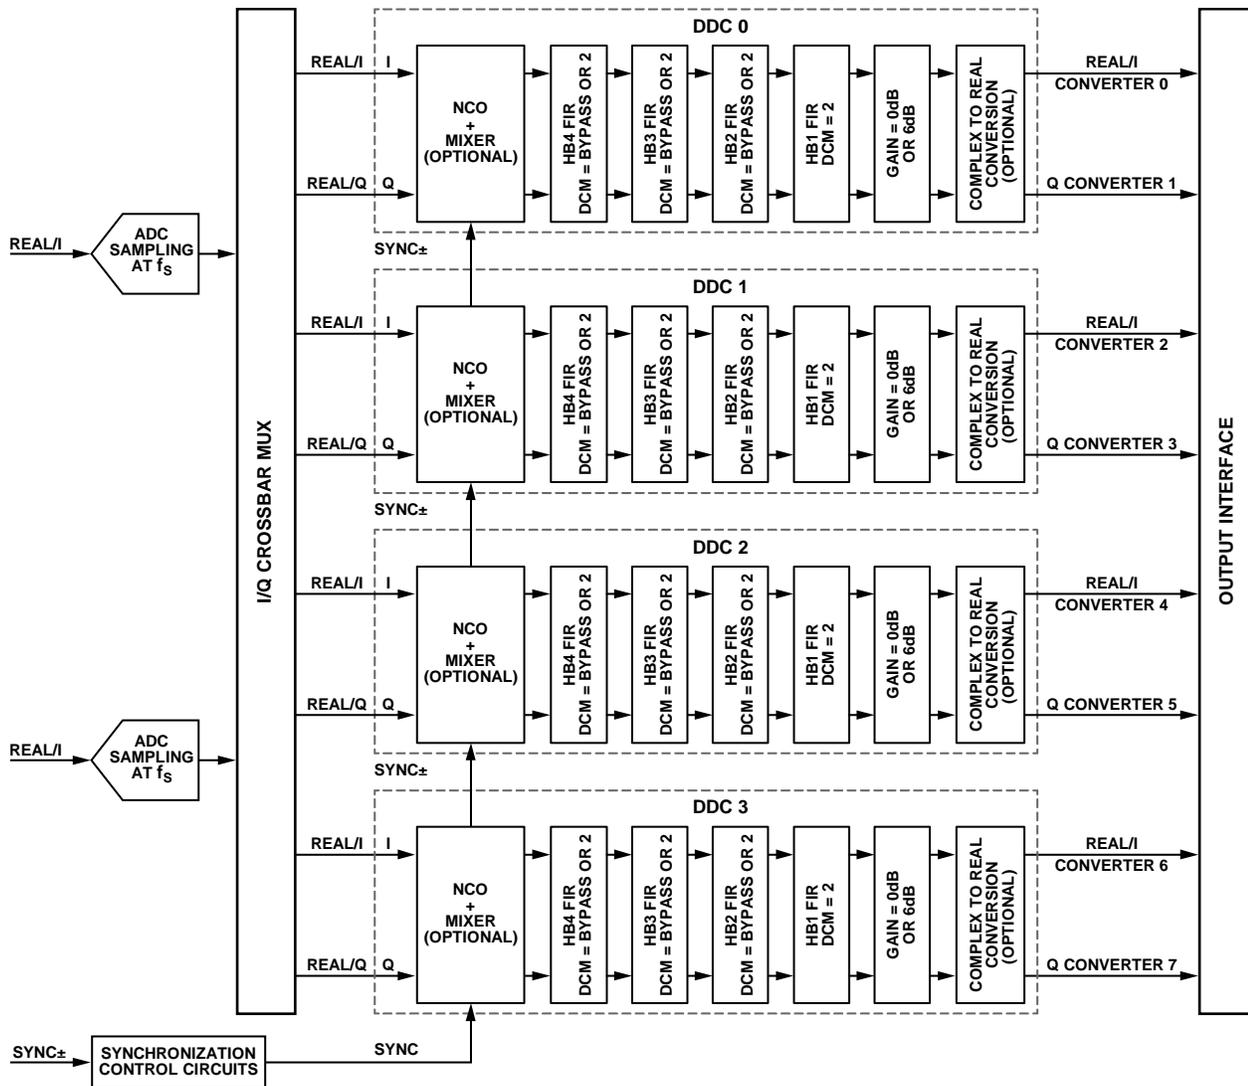 REAL/I
ADC
SAMPLING
AT fS
REAL/I
ADC
SAMPLING
AT fS
SYNC±
SYNCHRONIZATION
CONTROL CIRCUITS
SYNC
I/Q CROSSBAR MUX
DDC 0
REAL/I I
REAL/Q Q
NCO
+
MIXER
(OPTIONAL)
HB4 FIR
DCM = BYPASS OR 2
HB3 FIR
DCM = BYPASS OR 2
HB2 FIR
DCM = BYPASS OR 2
HB1 FIR
DCM = 2
GAIN = 0dB
OR 6dB
COMPLEX TO REAL
CONVERSION
(OPTIONAL)
REAL/I
CONVERTER 0
Q CONVERTER 1
SYNC±
DDC 1
REAL/I I
REAL/Q Q
NCO
+
MIXER
(OPTIONAL)
HB4 FIR
DCM = BYPASS OR 2
HB3 FIR
DCM = BYPASS OR 2
HB2 FIR
DCM = BYPASS OR 2
HB1 FIR
DCM = 2
GAIN = 0dB
OR 6dB
COMPLEX TO REAL
CONVERSION
(OPTIONAL)
REAL/I
CONVERTER 2
Q CONVERTER 3
SYNC±
DDC 2
REAL/I I
REAL/Q Q
NCO
+
MIXER
(OPTIONAL)
HB4 FIR
DCM = BYPASS OR 2
HB3 FIR
DCM = BYPASS OR 2
HB2 FIR
DCM = BYPASS OR 2
HB1 FIR
DCM = 2
GAIN = 0dB
OR 6dB
COMPLEX TO REAL
CONVERSION
(OPTIONAL)
REAL/I
CONVERTER 4
Q CONVERTER 5
SYNC±
DDC 3
REAL/I I
REAL/Q Q
NCO
+
MIXER
(OPTIONAL)
HB4 FIR
DCM = BYPASS OR 2
HB3 FIR
DCM = BYPASS OR 2
HB2 FIR
DCM = BYPASS OR 2
HB1 FIR
DCM = 2
GAIN = 0dB
OR 6dB
COMPLEX TO REAL
CONVERSION
(OPTIONAL)
REAL/I
CONVERTER 6
Q CONVERTER 7
OUTPUT INTERFACE